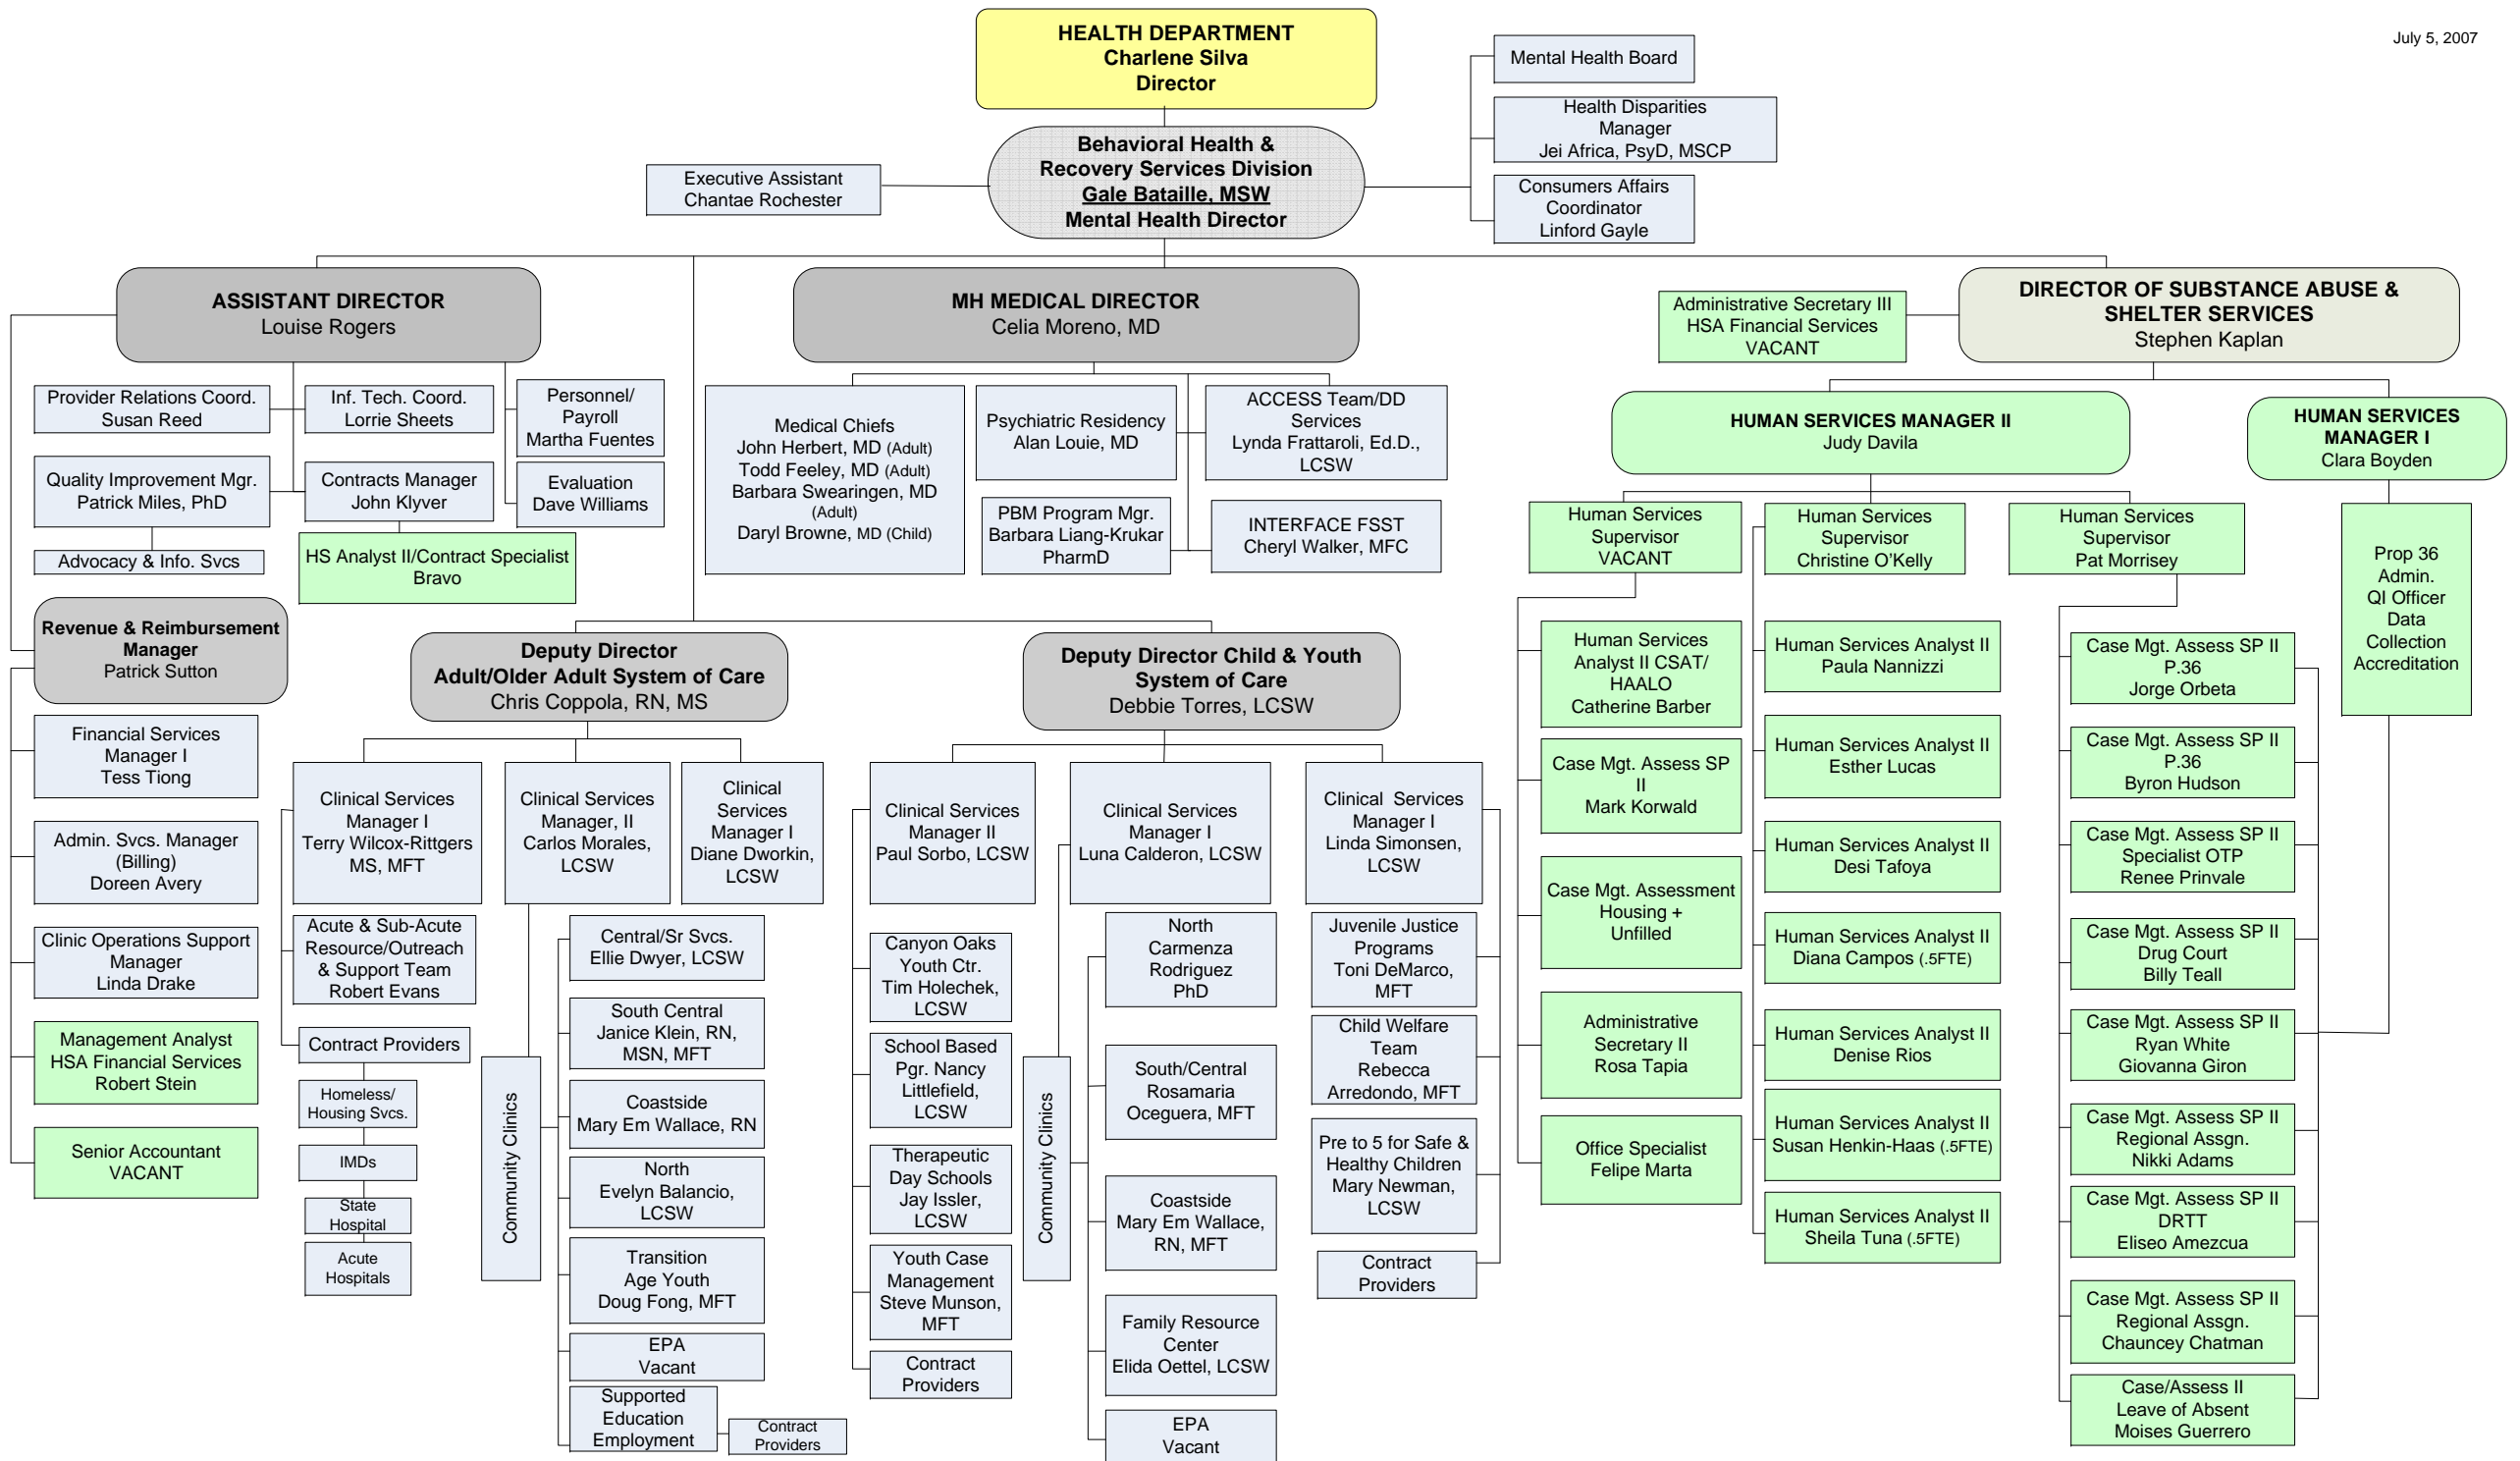 July 5, 2007
HEALTH DEPARTMENT
Charlene Silva
Director
Behavioral Health &
Recovery Services Division
Gale Bataille, MSW
Mental Health Director
Executive Assistant
Chantae Rochester
Mental Health Board
Health Disparities
Manager
Jei Africa, PsyD, MSCP
Consumers Affairs
Coordinator
Linford Gayle
ASSISTANT DIRECTOR
Louise Rogers
MH MEDICAL DIRECTOR
Celia Moreno, MD
Administrative Secretary III
HSA Financial Services
VACANT
DIRECTOR OF SUBSTANCE ABUSE &
SHELTER SERVICES
Stephen Kaplan
Provider Relations Coord.
Susan Reed
Inf. Tech. Coord.
Lorrie Sheets
Personnel/
Payroll
Martha Fuentes
Quality Improvement Mgr.
Patrick Miles, PhD
Contracts Manager
John Klyver
Evaluation
Dave Williams
Advocacy & Info. Svcs
HS Analyst II/Contract Specialist
Bravo
Medical Chiefs
John Herbert, MD (Adult)
Todd Feeley, MD (Adult)
Barbara Swearingen, MD
(Adult)
Daryl Browne, MD (Child)
Psychiatric Residency
Alan Louie, MD
ACCESS Team/DD
Services
Lynda Frattaroli, Ed.D.,
LCSW
PBM Program Mgr.
Barbara Liang-Krukar
PharmD
INTERFACE FSST
Cheryl Walker, MFC
HUMAN SERVICES MANAGER II
Judy Davila
HUMAN SERVICES
MANAGER I
Clara Boyden
Human Services
Supervisor
VACANT
Human Services
Supervisor
Christine O'Kelly
Human Services
Supervisor
Pat Morrisey
Prop 36
Admin.
QI Officer
Data
Collection
Accreditation
Revenue & Reimbursement
Manager
Patrick Sutton
Deputy Director
Adult/Older Adult System of Care
Chris Coppola, RN, MS
Deputy Director Child & Youth
System of Care
Debbie Torres, LCSW
Financial Services
Manager I
Tess Tiong
Admin. Svcs. Manager
(Billing)
Doreen Avery
Clinic Operations Support
Manager
Linda Drake
Management Analyst
HSA Financial Services
Robert Stein
Senior Accountant
VACANT
Clinical Services
Manager I
Terry Wilcox-Rittgers
MS, MFT
Clinical Services
Manager, II
Carlos Morales,
LCSW
Clinical
Services
Manager I
Diane Dworkin,
LCSW
Acute & Sub-Acute
Resource/Outreach
& Support Team
Robert Evans
Contract Providers
Homeless/
Housing Svcs.
IMDs
State
Hospital
Acute
Hospitals
Community Clinics
Central/Sr Svcs.
Ellie Dwyer, LCSW
South Central
Janice Klein, RN,
MSN, MFT
Coastside
Mary Em Wallace, RN
North
Evelyn Balancio,
LCSW
Transition
Age Youth
Doug Fong, MFT
EPA
Vacant
Supported
Education
Employment
Contract
Providers
Clinical Services
Manager II
Paul Sorbo, LCSW
Clinical Services
Manager I
Luna Calderon, LCSW
Clinical Services
Manager I
Linda Simonsen,
LCSW
Canyon Oaks
Youth Ctr.
Tim Holechek,
LCSW
School Based
Pgr. Nancy
Littlefield,
LCSW
Therapeutic
Day Schools
Jay Issler,
LCSW
Youth Case
Management
Steve Munson,
MFT
Contract
Providers
Community Clinics
North
Carmenza
Rodriguez
PhD
South/Central
Rosamaria
Oceguera, MFT
Coastside
Mary Em Wallace,
RN, MFT
Family Resource
Center
Elida Oettel, LCSW
EPA
Vacant
Juvenile Justice
Programs
Toni DeMarco,
MFT
Child Welfare
Team
Rebecca
Arredondo, MFT
Pre to 5 for Safe &
Healthy Children
Mary Newman,
LCSW
Contract
Providers
Human Services
Analyst II CSAT/
HAALO
Catherine Barber
Case Mgt. Assess SP
II
Mark Korwald
Case Mgt. Assessment
Housing +
Unfilled
Administrative
Secretary II
Rosa Tapia
Office Specialist
Felipe Marta
Human Services Analyst II
Paula Nannizzi
Human Services Analyst II
Esther Lucas
Human Services Analyst II
Desi Tafoya
Human Services Analyst II
Diana Campos (.5FTE)
Human Services Analyst II
Denise Rios
Human Services Analyst II
Susan Henkin-Haas (.5FTE)
Human Services Analyst II
Sheila Tuna (.5FTE)
Case Mgt. Assess SP II
P.36
Jorge Orbeta
Case Mgt. Assess SP II
P.36
Byron Hudson
Case Mgt. Assess SP II
Specialist OTP
Renee Prinvale
Case Mgt. Assess SP II
Drug Court
Billy Teall
Case Mgt. Assess SP II
Ryan White
Giovanna Giron
Case Mgt. Assess SP II
Regional Assgn.
Nikki Adams
Case Mgt. Assess SP II
DRTT
Eliseo Amezcua
Case Mgt. Assess SP II
Regional Assgn.
Chauncey Chatman
Case/Assess II
Leave of Absent
Moises Guerrero